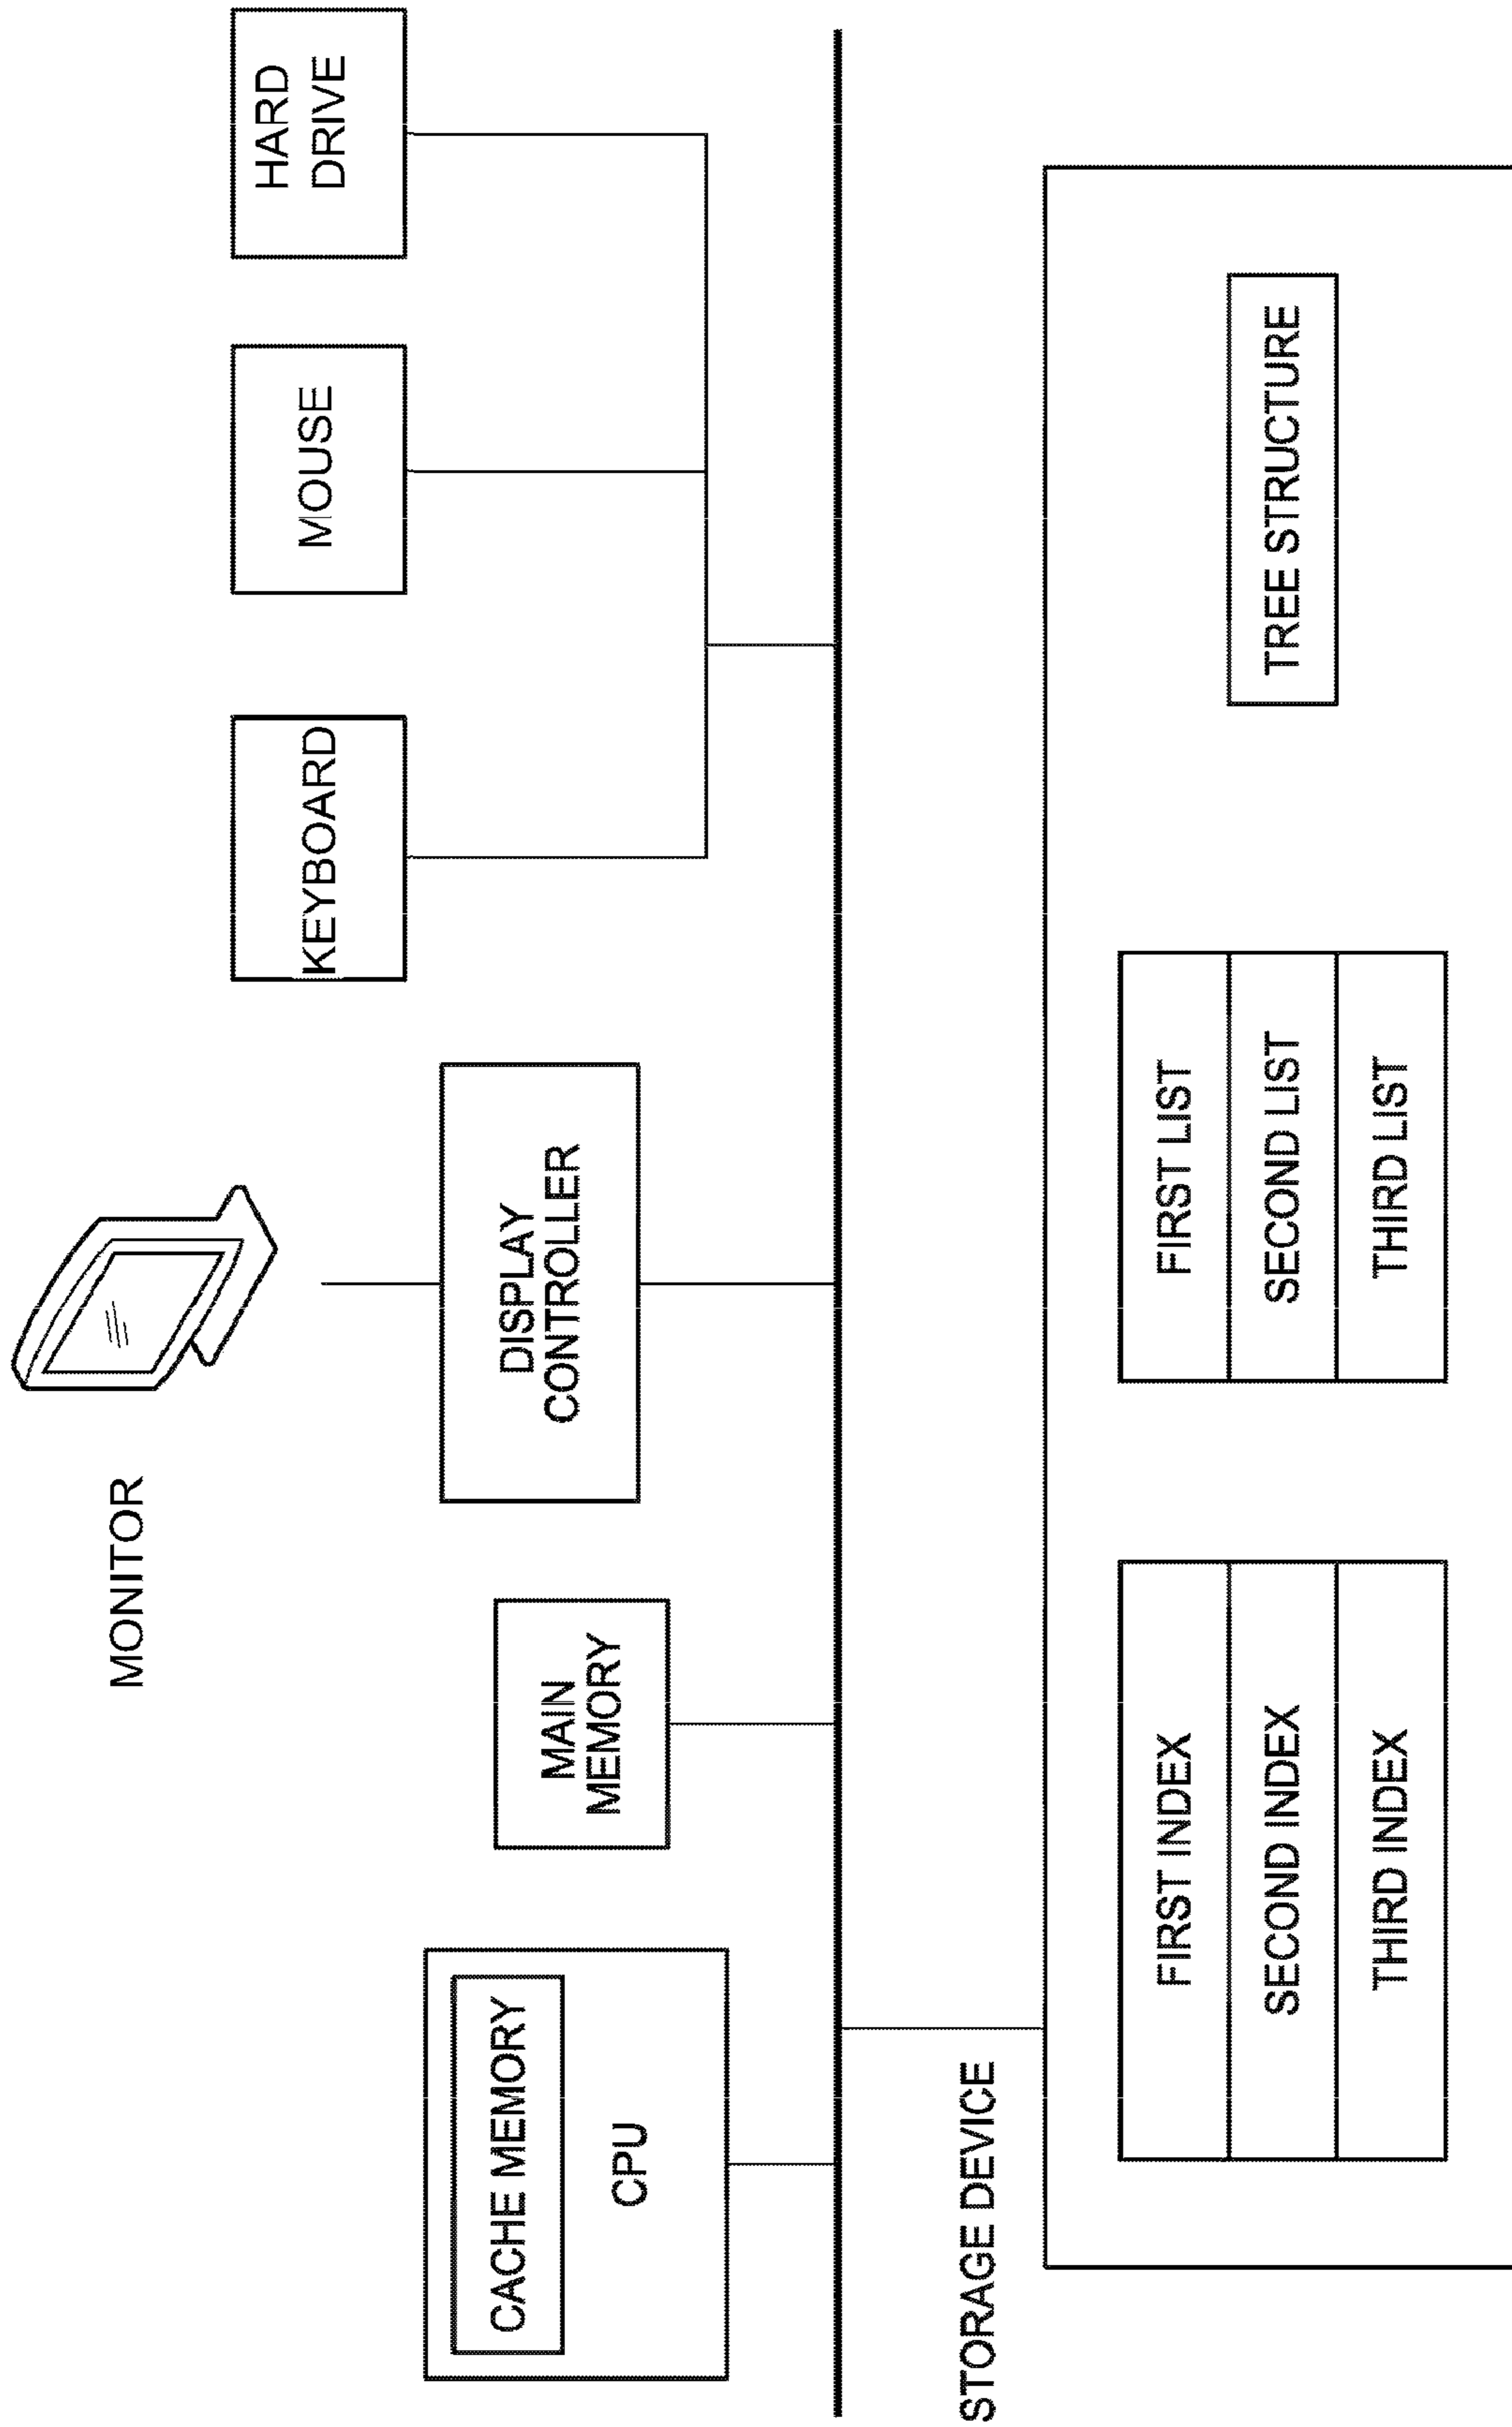 MONITOR
CACHE MEMORY
CPU
MAIN
MEMORY
DISPLAY
CONTROLLER
KEYBOARD
MOUSE
HARD
DRIVE
STORAGE DEVICE
FIRST INDEX
SECOND INDEX
THIRD INDEX
FIRST LIST
SECOND LIST
THIRD LIST
TREE STRUCTURE